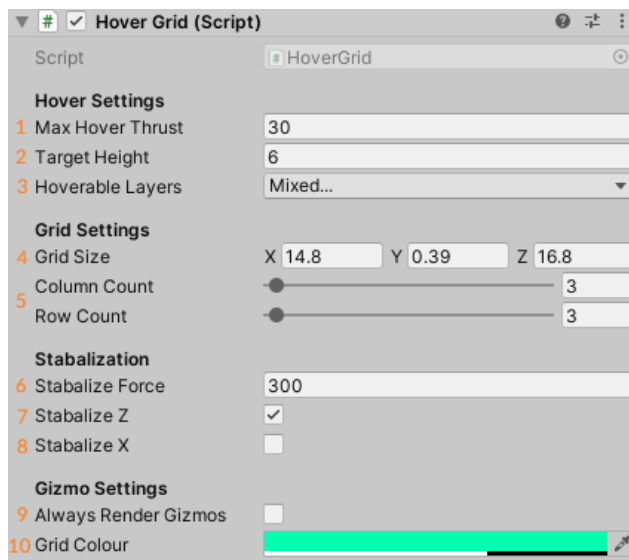 # Hover Grid (Script)
Script # HoverGrid
Hover Settings
1 Max Hover Thrust 30
2 Target Height 6
3 Hoverable Layers Mixed...
Grid Settings
4 Grid Size X 14.8 Y 0.39 Z 16.8
5 Column Count 3
Row Count 3
Stabalization
6 Stabalize Force 300
7 Stabalize Z
8 Stabalize X
Gizmo Settings
9 Always Render Gizmos
10 Grid Colour